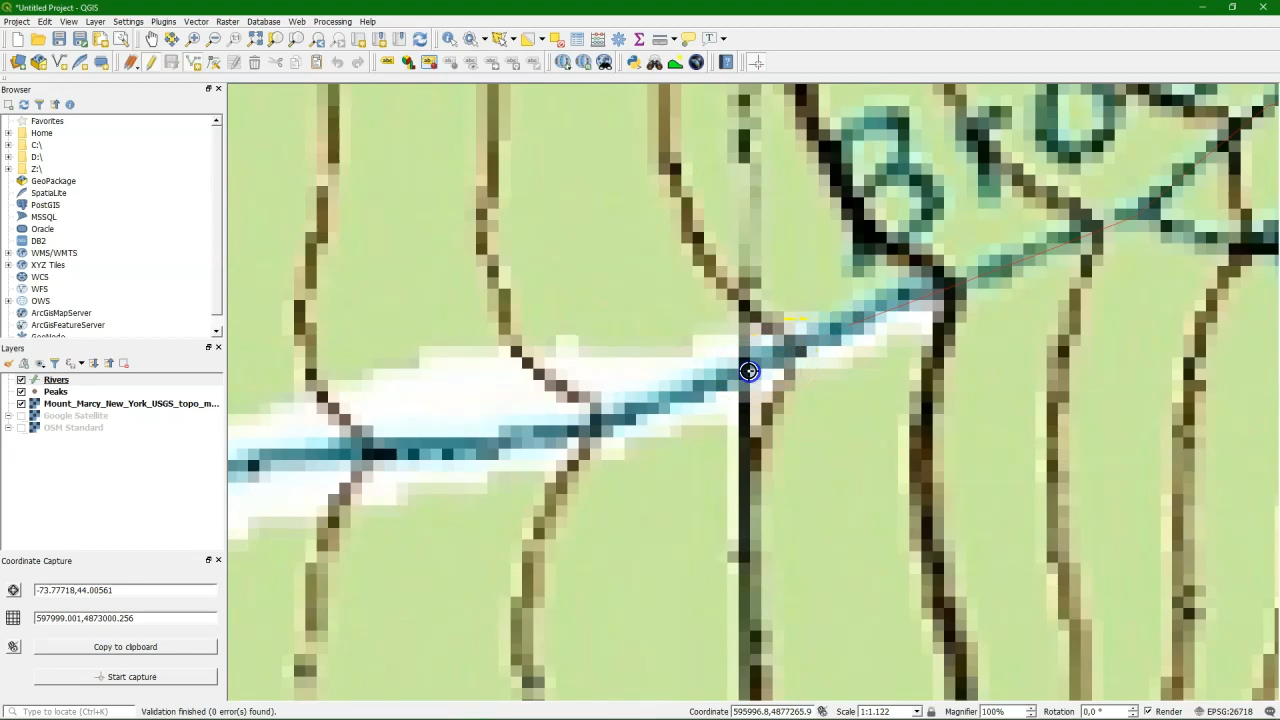 *Untitled Project - QGIS
Project Edit View Layer Settings Plugins Vector Raster Database Web Processing Help
Browser
Favorites
Home
C:\
D:\
Z:\
GeoPackage
SpatiaLite
PostGIS
MSSQL
Oracle
DB2
WMS/WMTS
XYZ Tiles
WCS
WFS
OWS
ArcGisMapServer
ArcGisFeatureServer
GeoNode
Layers
Rivers
Peaks
Mount_Marcy_New_York_USGS_topo_m...
Google Satellite
OSM Standard
Coordinate Capture
-73.77718,44.00561
597999.001,4873000.256
Copy to clipboard
Start capture
Type to locate (Ctrl+K) Validation finished (0 error(s) found). Coordinate 595996.8,4877265.9 Scale 1:1.122 Magnifier 100% Rotation 0,0 ° Render EPSG:26718